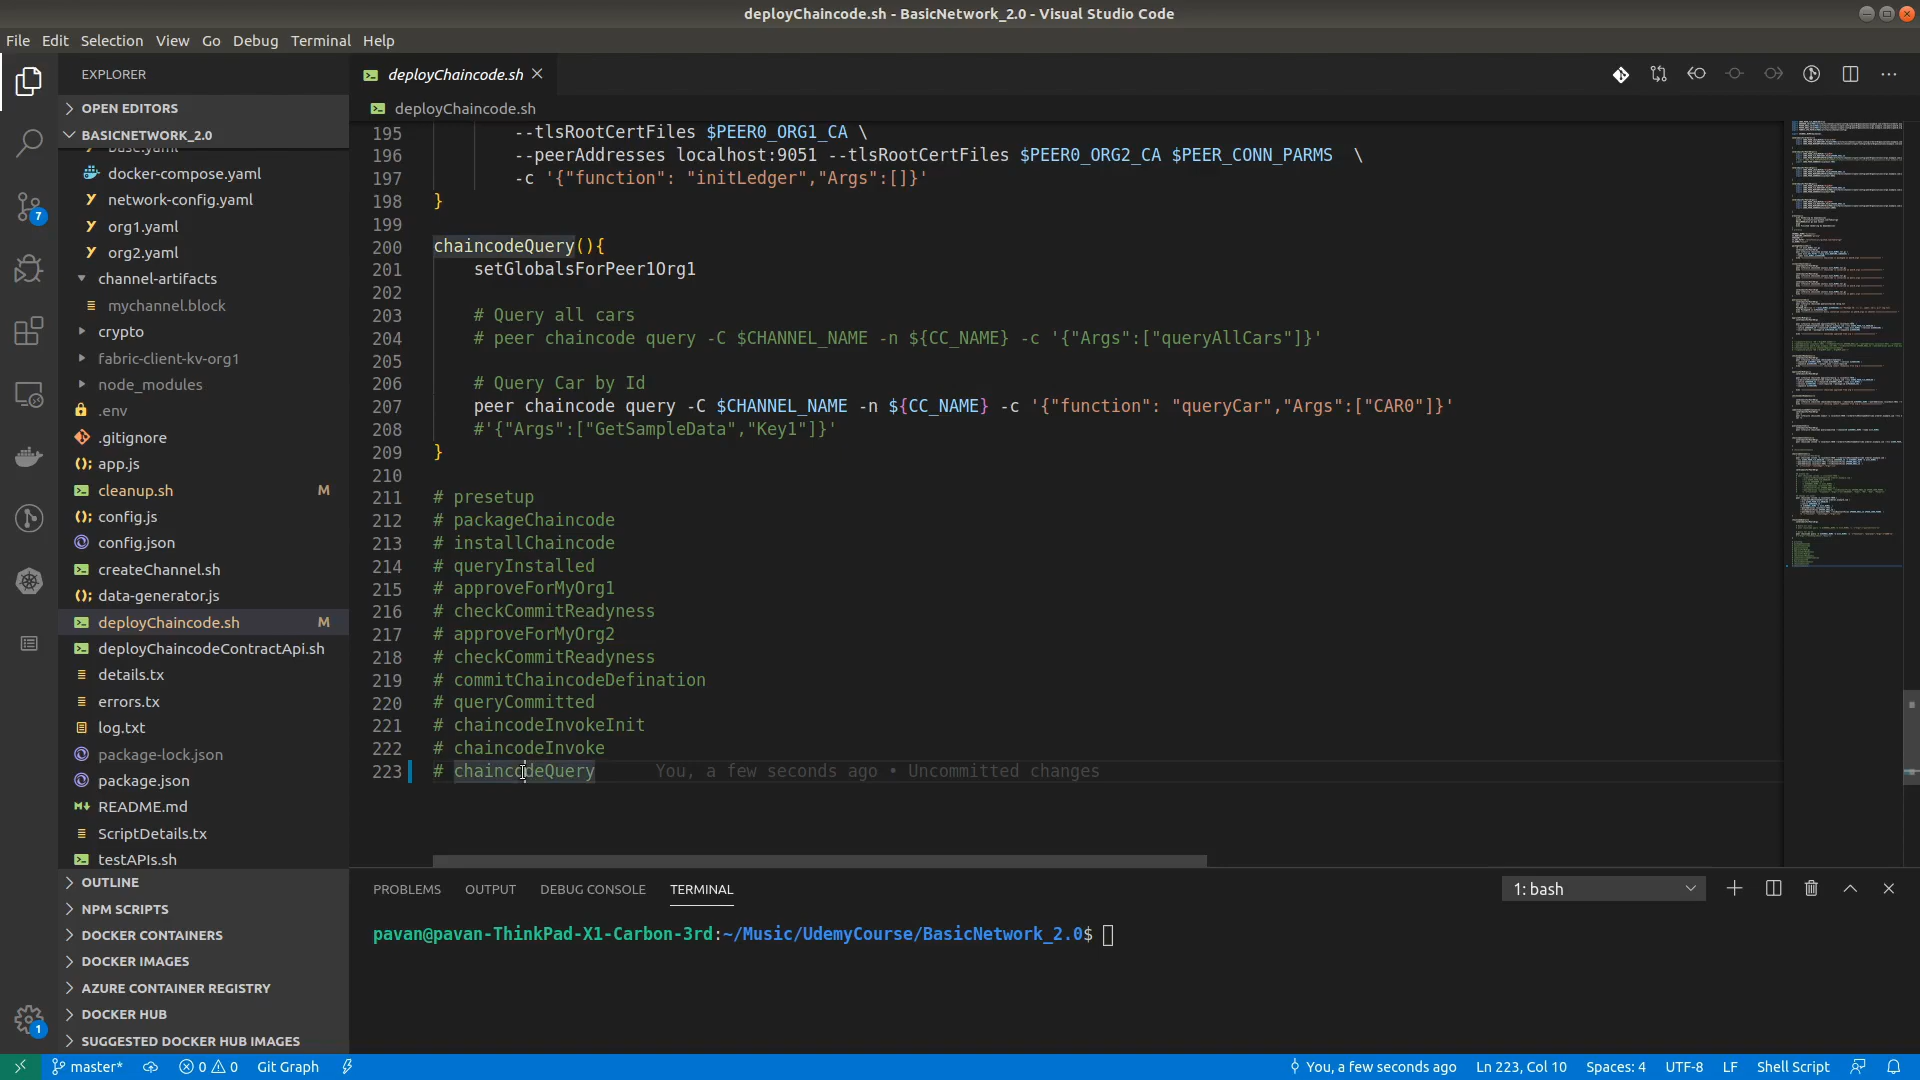 deployChaincode.sh - BasicNetwork_2.0 - Visual Studio Code
File Edit Selection View Go Debug Terminal Help
EXPLORER
OPEN EDITORS
BASICNETWORK_2.0
base.yaml
docker-compose.yaml
network-config.yaml
org1.yaml
org2.yaml
channel-artifacts
mychannel.block
crypto
fabric-client-kv-org1
node_modules
.env
.gitignore
app.js
cleanup.sh M
config.js
config.json
createChannel.sh
data-generator.js
deployChaincode.sh M
deployChaincodeContractApi.sh
details.tx
errors.tx
log.txt
package-lock.json
package.json
README.md
ScriptDetails.tx
testAPIs.sh
OUTLINE
NPM SCRIPTS
DOCKER CONTAINERS
DOCKER IMAGES
AZURE CONTAINER REGISTRY
DOCKER HUB
SUGGESTED DOCKER HUB IMAGES
7
1
deployChaincode.sh
deployChaincode.sh
195 --tlsRootCertFiles $PEER0_ORG1_CA \
196 --peerAddresses localhost:9051 --tlsRootCertFiles $PEER0_ORG2_CA $PEER_CONN_PARMS \
197 -c '{"function": "initLedger","Args":[]}'
198 }
199
200 chaincodeQuery(){
201 setGlobalsForPeer1Org1
202
203 # Query all cars
204 # peer chaincode query -C $CHANNEL_NAME -n ${CC_NAME} -c '{"Args":["queryAllCars"]}'
205
206 # Query Car by Id
207 peer chaincode query -C $CHANNEL_NAME -n ${CC_NAME} -c '{"function": "queryCar","Args":["CAR0"]}'
208 #'{"Args":["GetSampleData","Key1"]}'
209 }
210
211 # presetup
212 # packageChaincode
213 # installChaincode
214 # queryInstalled
215 # approveForMyOrg1
216 # checkCommitReadyness
217 # approveForMyOrg2
218 # checkCommitReadyness
219 # commitChaincodeDefination
220 # queryCommitted
221 # chaincodeInvokeInit
222 # chaincodeInvoke
223 # chaincodeQuery You, a few seconds ago • Uncommitted changes
PROBLEMS OUTPUT DEBUG CONSOLE TERMINAL 1: bash
pavan@pavan-ThinkPad-X1-Carbon-3rd:~/Music/UdemyCourse/BasicNetwork_2.0$
master* 0 0 Git Graph You, a few seconds ago Ln 223, Col 10 Spaces: 4 UTF-8 LF Shell Script